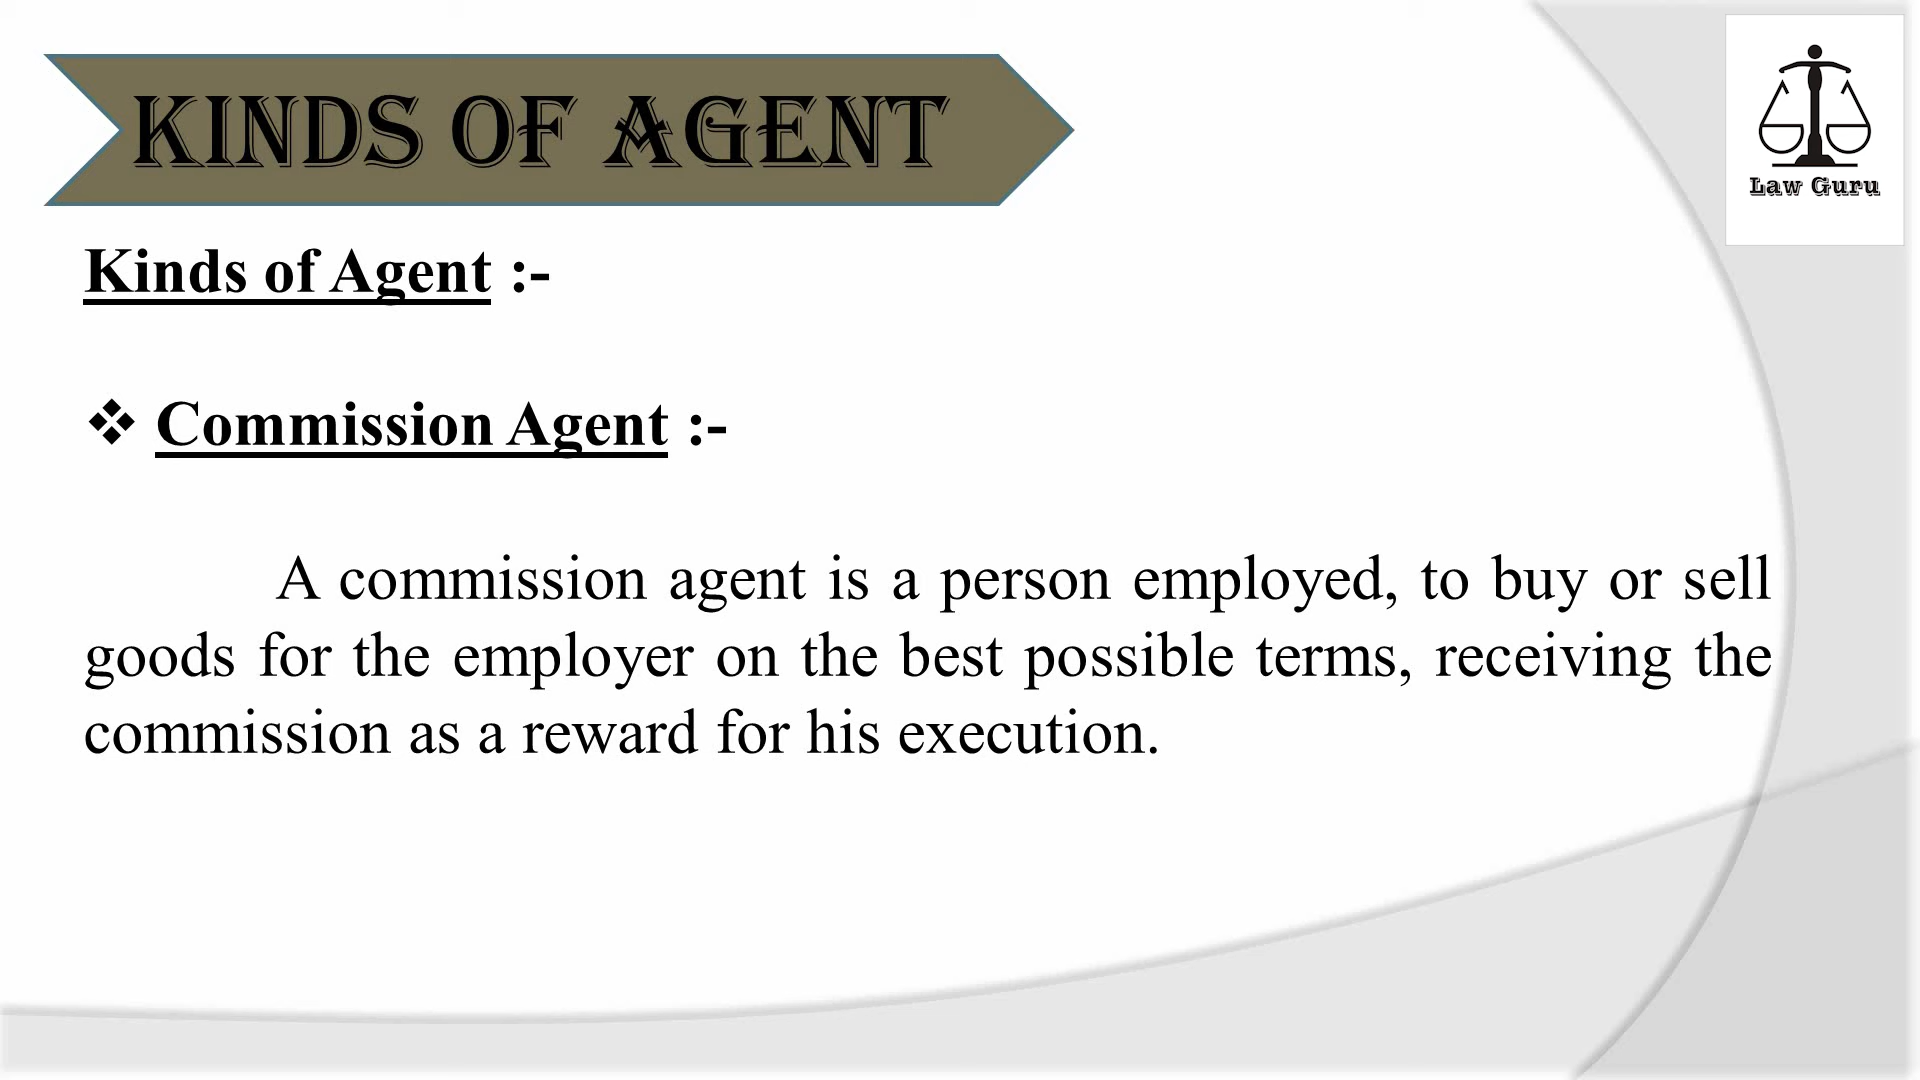 KINDS OF AGENT
Law Guru
Kinds of Agent :-
❖ Commission Agent :-
A commission agent is a person employed, to buy or sell
goods for the employer on the best possible terms, receiving the
commission as a reward for his execution.